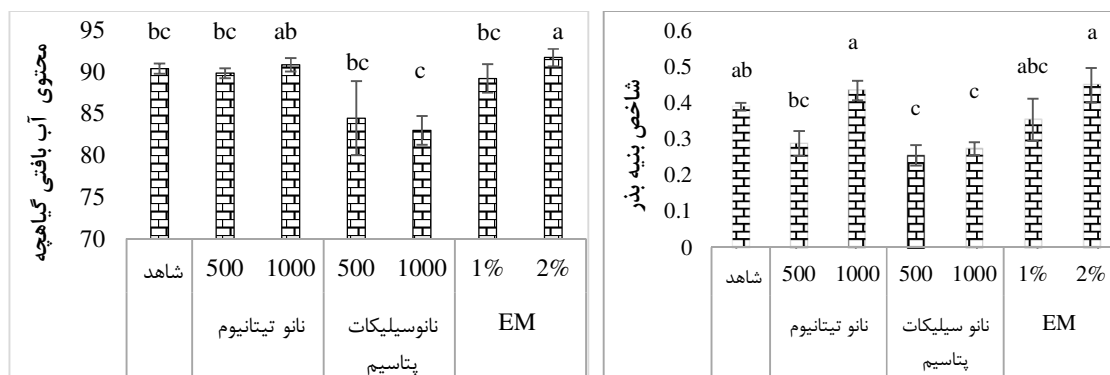 محتوی آب بافتی گیاهچه
95
90
85
80
75
70
bc bc ab bc c bc a
شاهد 500 1000 500 1000 1% 2%
نانو تیتانیوم نانوسیلیکات پتاسیم EM
شاخص بنیه بذر
0.6
0.5
0.4
0.3
0.2
0.1
0
ab bc a c c abc a
شاهد 500 1000 500 1000 1% 2%
نانو تیتانیوم نانو سیلیکات پتاسیم EM